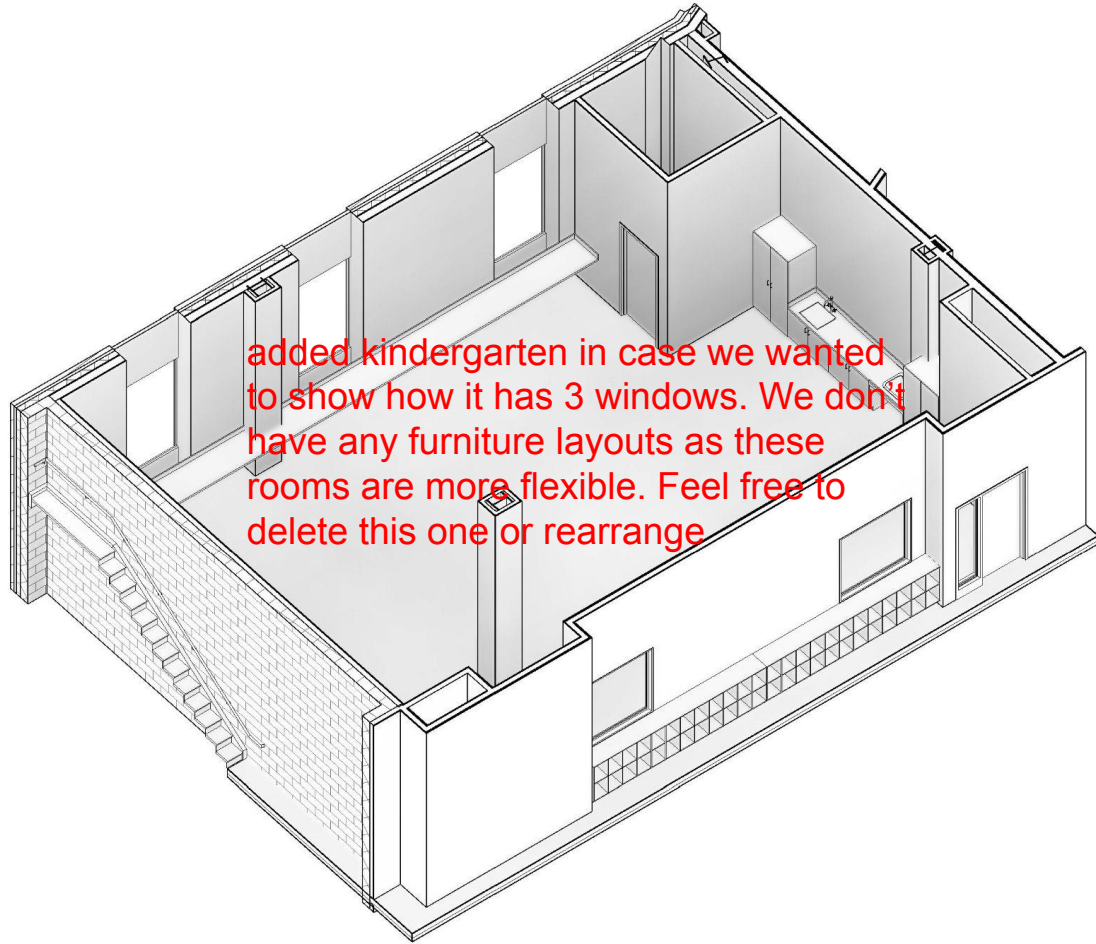 added kindergarten in case we wanted
to show how it has 3 windows. We don't
have any furniture layouts as these
rooms are more flexible. Feel free to
delete this one or rearrange